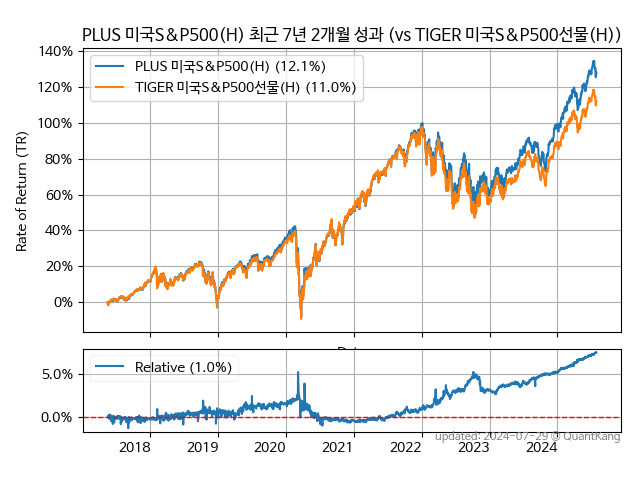 PLUS 미국S&P500(H) 최근 7년 2개월 성과 (vs TIGER 미국S&P500선물(H))
140%
120%
100%
80%
60%
40%
20%
0%
Rate of Return (TR)
PLUS 미국S&P500(H) (12.1%)
TIGER 미국S&P500선물(H) (11.0%)
5.0%
0.0%
Relative (1.0%)
2018 2019 2020 2021 2022 2023 2024
updated: 2024-07-29 © QuantKang